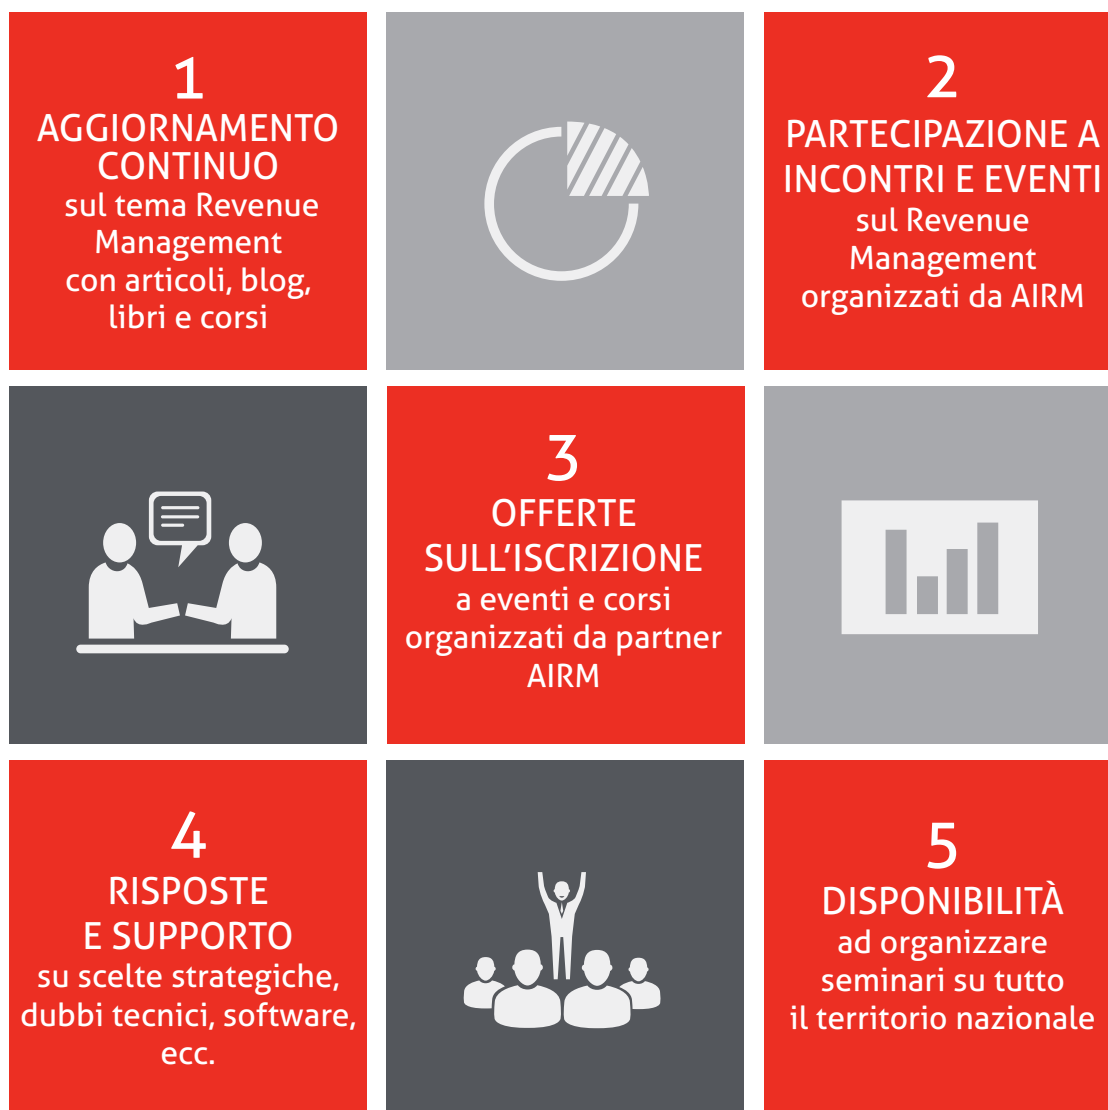 1
AGGIORNAMENTO
CONTINUO
sul tema Revenue
Management
con articoli, blog,
libri e corsi
2
PARTECIPAZIONE A
INCONTRI E EVENTI
sul Revenue
Management
organizzati da AIRM
3
OFFERTE
SULL’ISCRIZIONE
a eventi e corsi
organizzati da partner
AIRM
4
RISPOSTE
E SUPPORTO
su scelte strategiche,
dubbi tecnici, software,
ecc.
5
DISPONIBILITÀ
ad organizzare
seminari su tutto
il territorio nazionale